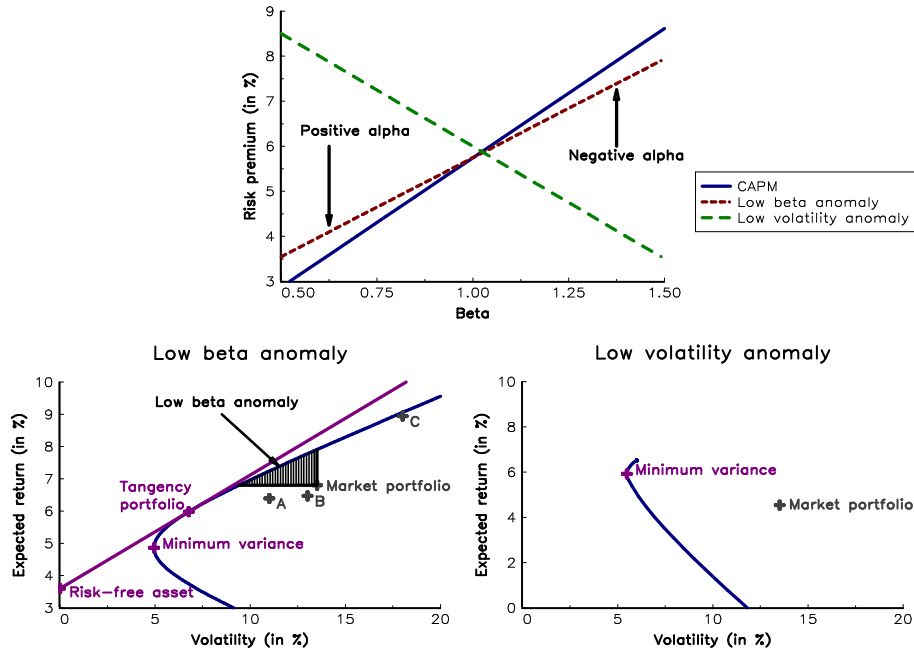 9
8
7
6
5
4
3
Risk premium (in %)
Positive alpha
Negative alpha
0.50
0.75
1.00
1.25
1.50
Beta
CAPM
Low beta anomaly
Low volatility anomaly
Low beta anomaly
10
9
8
7
6
5
4
3
Expected return (in %)
Low beta anomaly
C
Market portfolio
A
B
Tangency
portfolio
Minimum variance
Risk-free asset
0
5
10
15
20
Volatility (in %)
Low volatility anomaly
10
8
6
4
2
0
Expected return (in %)
Minimum variance
Market portfolio
0
5
10
15
20
Volatility (in %)